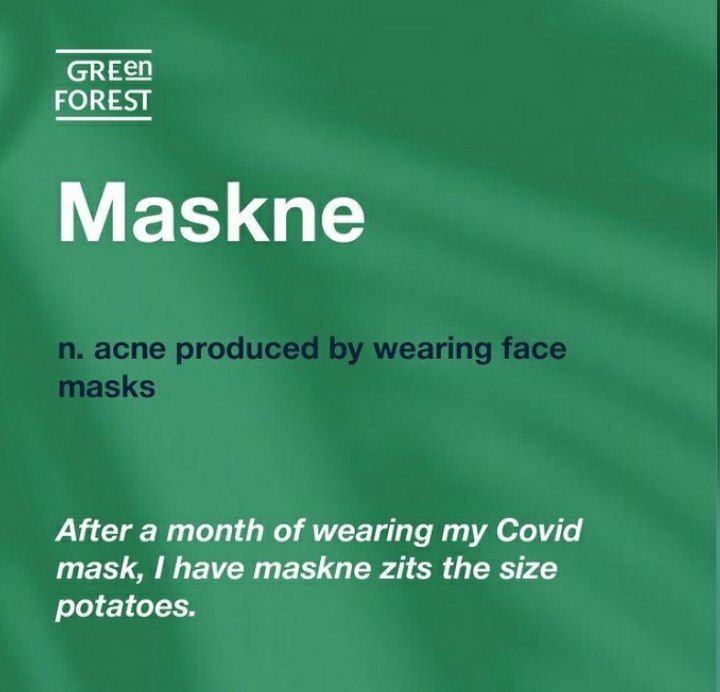 GREen
FOREST
Maskne
n. acne produced by wearing face
masks
After a month of wearing my Covid
mask, I have maskne zits the size
potatoes.